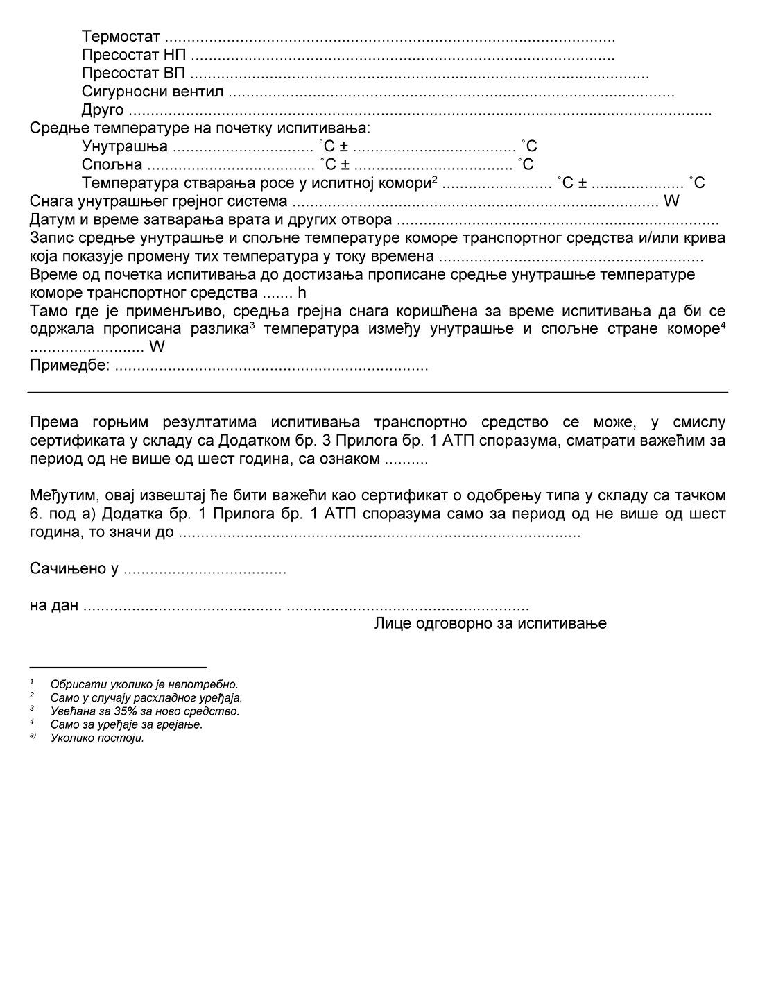 Термостат ......................................................................................................
Пресостат НП ................................................................................................
Пресостат ВП ........................................................................................................
Сигурносни вентил .....................................................................................................
Друго ....................................................................................................................................
Средње температуре на почетку испитивања:
Унутрашња ................................ ˚C ± ..................................... ˚C
Спољна ...................................... ˚C ± .................................... ˚C
Температура стварања росе у испитној комори² ......................... ˚C ± ..................... ˚C
Снага унутрашњег грејног система ................................................................................... W
Датум и време затварања врата и других отвора .........................................................................
Запис средње унутрашње и спољне температуре коморе транспортног средства и/или крива
која показује промену тих температура у току времена ............................................................
Време од почетка испитивања до достизања прописане средње унутрашње температуре
коморе транспортног средства ....... h
Тамо где је применљиво, средња грејна снага коришћена за време испитивања да би се
одржала прописана разлика³ температура између унутрашње и спољне стране коморе⁴
.......................... W
Примедбе: .......................................................................
Према горњим резултатима испитивања транспортно средство се може, у смислу
сертификата у складу са Додатком бр. 3 Прилога бр. 1 АТП споразума, сматрати важећим за
период од не више од шест година, са ознаком ..........
Међутим, овај извештај ће бити важећи као сертификат о одобрењу типа у складу са тачком
6. под а) Додатка бр. 1 Прилога бр. 1 АТП споразума само за период од не више од шест
година, то значи до ...........................................................................................
Сачињено у .....................................
на дан ............................................. .......................................................
Лице одговорно за испитивање
1 Обрисати уколико је непотребно.
2 Само у случају расхладног уређаја.
3 Увећана за 35% за ново средство.
4 Само за уређаје за грејање.
а) Уколико постоји.